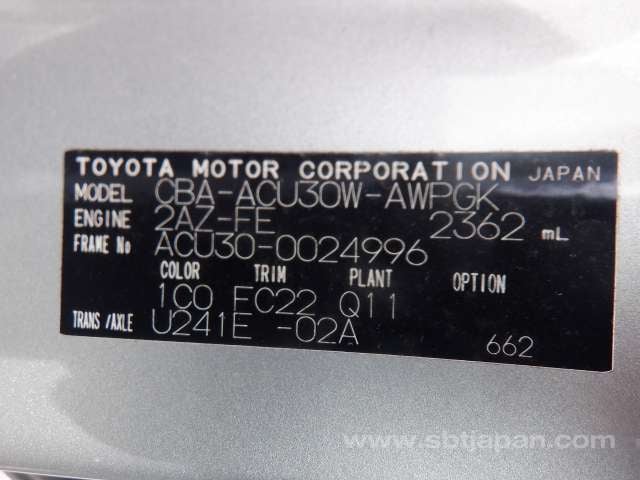 TOYOTA MOTOR CORPORATION JAPAN
MODEL CBA-ACU30W-AWPGK
ENGINE 2AZ-FE 2362 mL
FRAME No ACU30-0024996
COLOR TRIM PLANT OPTION
1C0 FC22 Q11
TRANS/AXLE U241E -02A
662
www.sbtjapan.com